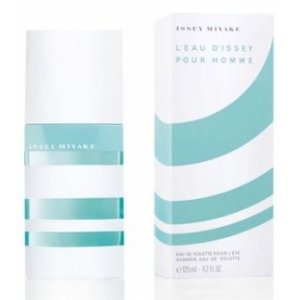 ISSEY MIYAKE
L'EAU D'ISSEY
POUR HOMME
ISSEY MIYAKE
EAU DE TOILETTE POUR L'ÉTÉ
SUMMER EAU DE TOILETTE
℮ 125 ml - 4.2 FL. OZ.